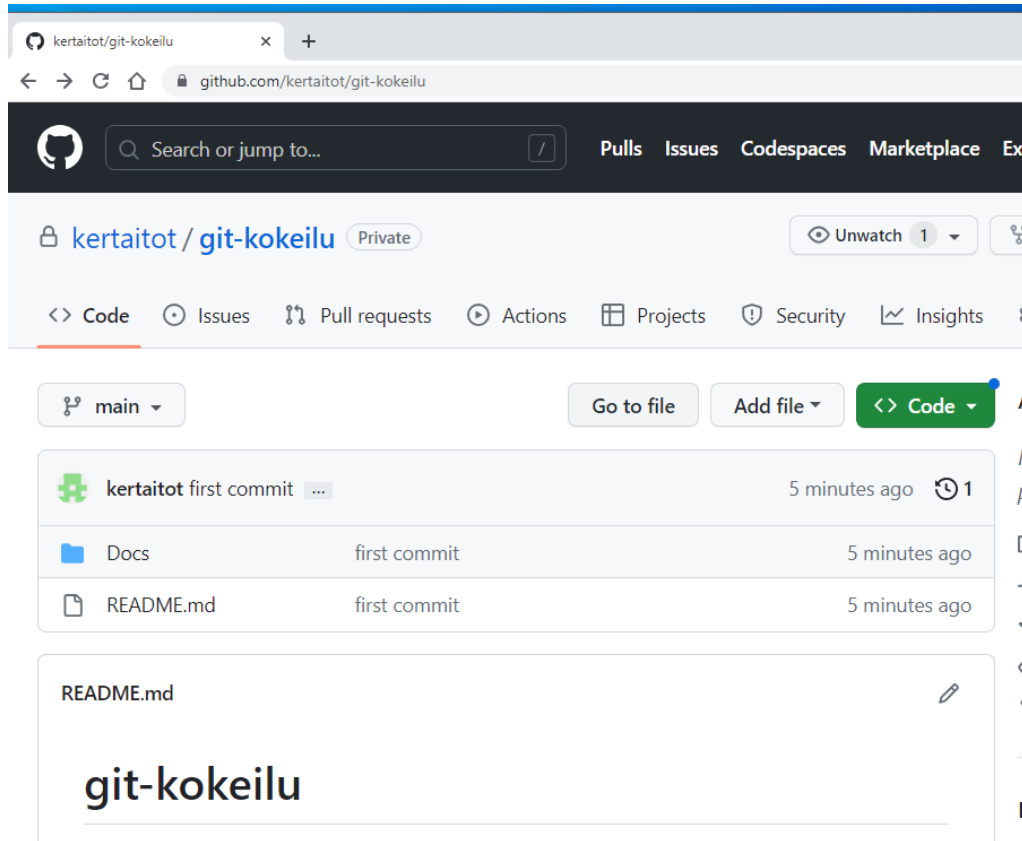 kertaitot/git-kokeilu
github.com/kertaitot/git-kokeilu
Search or jump to... / Pulls Issues Codespaces Marketplace Ex
kertaitot / git-kokeilu Private Unwatch 1
Code Issues Pull requests Actions Projects Security Insights
main Go to file Add file Code
kertaitot first commit ... 5 minutes ago 1
Docs first commit 5 minutes ago
README.md first commit 5 minutes ago
README.md
git-kokeilu